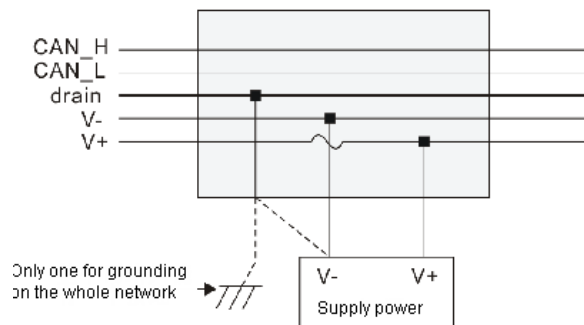 CAN_H
CAN_L
drain
V-
V+
Only one for grounding
on the whole network
V- V+
Supply power